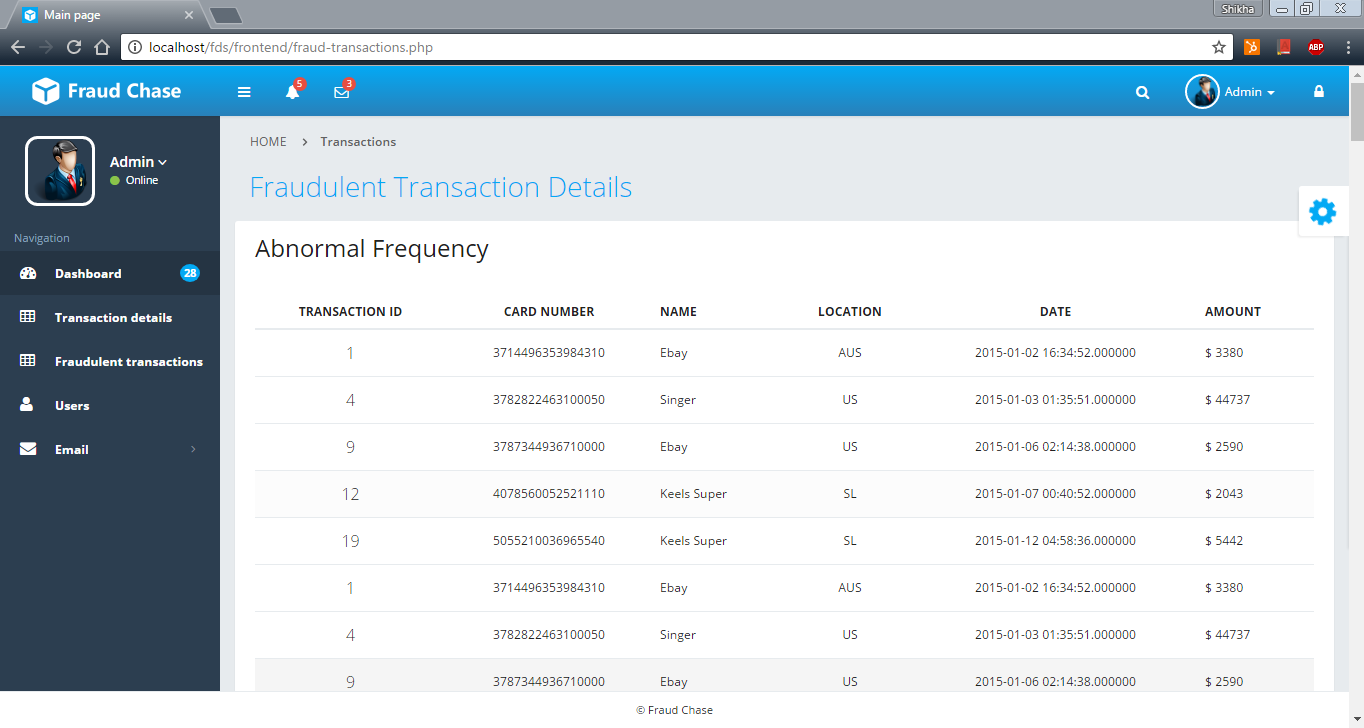 Main page
Shikha
localhost/fds/frontend/fraud-transactions.php
ABP
Fraud Chase
5
3
Admin
Admin
Online
HOME > Transactions
Fraudulent Transaction Details
Navigation
Dashboard 28
Transaction details
Fraudulent transactions
Users
Email
Abnormal Frequency
TRANSACTION ID CARD NUMBER NAME LOCATION DATE AMOUNT
1 3714496353984310 Ebay AUS 2015-01-02 16:34:52.000000 $ 3380
4 3782822463100050 Singer US 2015-01-03 01:35:51.000000 $ 44737
9 3787344936710000 Ebay US 2015-01-06 02:14:38.000000 $ 2590
12 4078560052521110 Keels Super SL 2015-01-07 00:40:52.000000 $ 2043
19 5055210036965540 Keels Super SL 2015-01-12 04:58:36.000000 $ 5442
1 3714496353984310 Ebay AUS 2015-01-02 16:34:52.000000 $ 3380
4 3782822463100050 Singer US 2015-01-03 01:35:51.000000 $ 44737
9 3787344936710000 Ebay US 2015-01-06 02:14:38.000000 $ 2590
© Fraud Chase